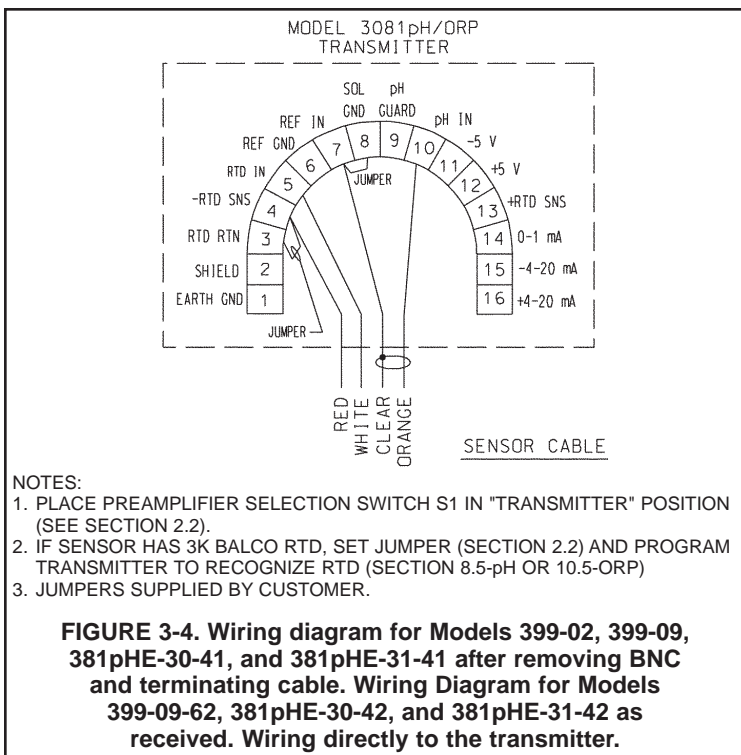 MODEL 3081pH/ORP
TRANSMITTER
SOL pH
GND GUARD
REF IN
pH IN
REF GND
-5 V
RTD IN
+5 V
-RTD SNS
+RTD SNS
RTD RTN
0-1 mA
SHIELD
-4-20 mA
EARTH GND
+4-20 mA
1
2
3
4
5
6
7
8
9
10
11
12
13
14
15
16
JUMPER
JUMPER
RED
WHITE
CLEAR
ORANGE
SENSOR CABLE
NOTES:
1. PLACE PREAMPLIFIER SELECTION SWITCH S1 IN "TRANSMITTER" POSITION
(SEE SECTION 2.2).
2. IF SENSOR HAS 3K BALCO RTD, SET JUMPER (SECTION 2.2) AND PROGRAM
TRANSMITTER TO RECOGNIZE RTD (SECTION 8.5-pH OR 10.5-ORP)
3. JUMPERS SUPPLIED BY CUSTOMER.
FIGURE 3-4. Wiring diagram for Models 399-02, 399-09,
381pHE-30-41, and 381pHE-31-41 after removing BNC
and terminating cable. Wiring Diagram for Models
399-09-62, 381pHE-30-42, and 381pHE-31-42 as
received. Wiring directly to the transmitter.